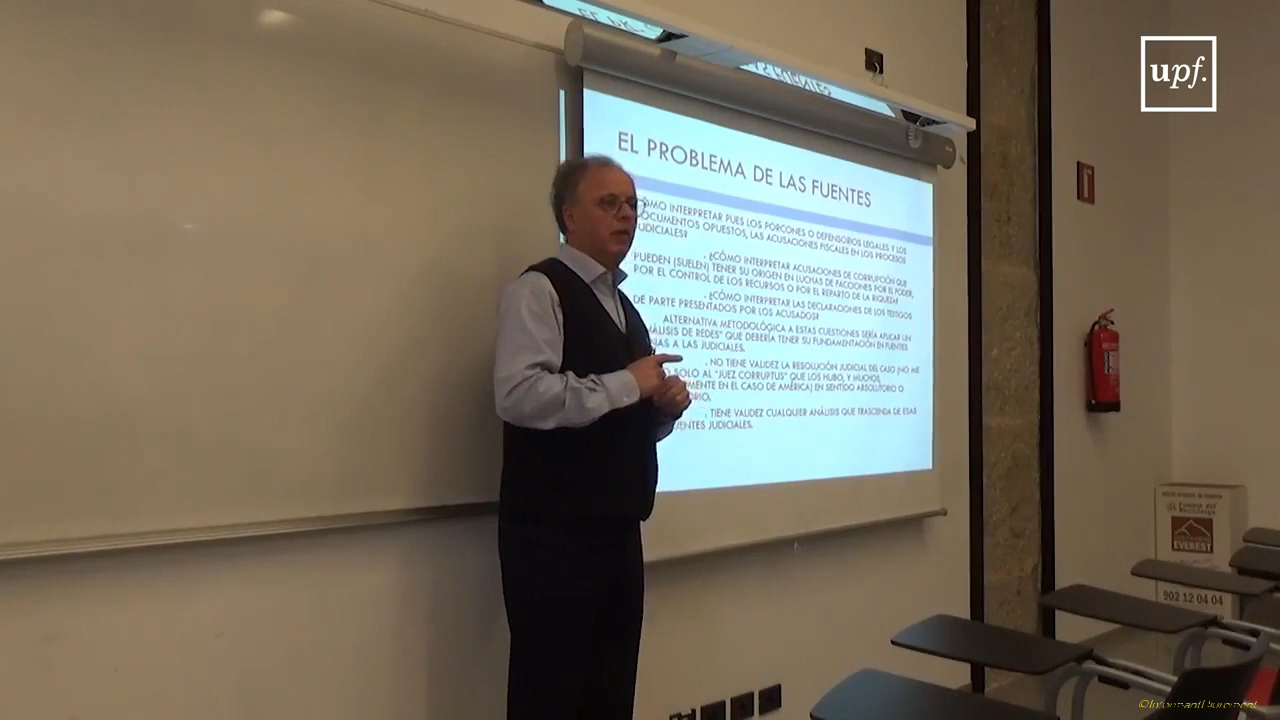 upf.
EL PROBLEMA DE LAS FUENTES
CÓMO INTERPRETAR PUES LOS PORCONES O DEFENSORIOS LEGALES Y LOS
DOCUMENTOS OPUESTOS, LAS ACUSACIONES FISCALES EN LOS PROCESOS
JUDICIALES?
. ¿CÓMO INTERPRETAR ACUSACIONES DE CORRUPCIÓN QUE
PUEDEN (SUELEN) TENER SU ORIGEN EN LUCHAS DE FACCIONES POR EL PODER,
POR EL CONTROL DE LOS RECURSOS O POR EL REPARTO DE LA RIQUEZA?
. ¿CÓMO INTERPRETAR LAS DECLARACIONES DE LOS TESTIGOS
DE PARTE PRESENTADOS POR LOS ACUSADOS?
ALTERNATIVA METODOLÓGICA A ESTAS CUESTIONES SERÍA APLICAR UN
"ANÁLISIS DE REDES" QUE DEBERÍA TENER SU FUNDAMENTACIÓN EN FUENTES
A LAS JUDICIALES.
. NO TIENE VALIDEZ LA RESOLUCIÓN JUDICIAL DEL CASO (NO ME
SOLO AL "JUEZ CORRUPTUS" QUE LOS HUBO, Y MUCHOS,
EN EL CASO DE AMÉRICA) EN SENTIDO ABSOLUTORIO O
. TIENE VALIDEZ CUALQUIER ANÁLISIS QUE TRASCIENDA DE ESAS
FUENTES JUDICIALES.
EVEREST
902 12 04 04